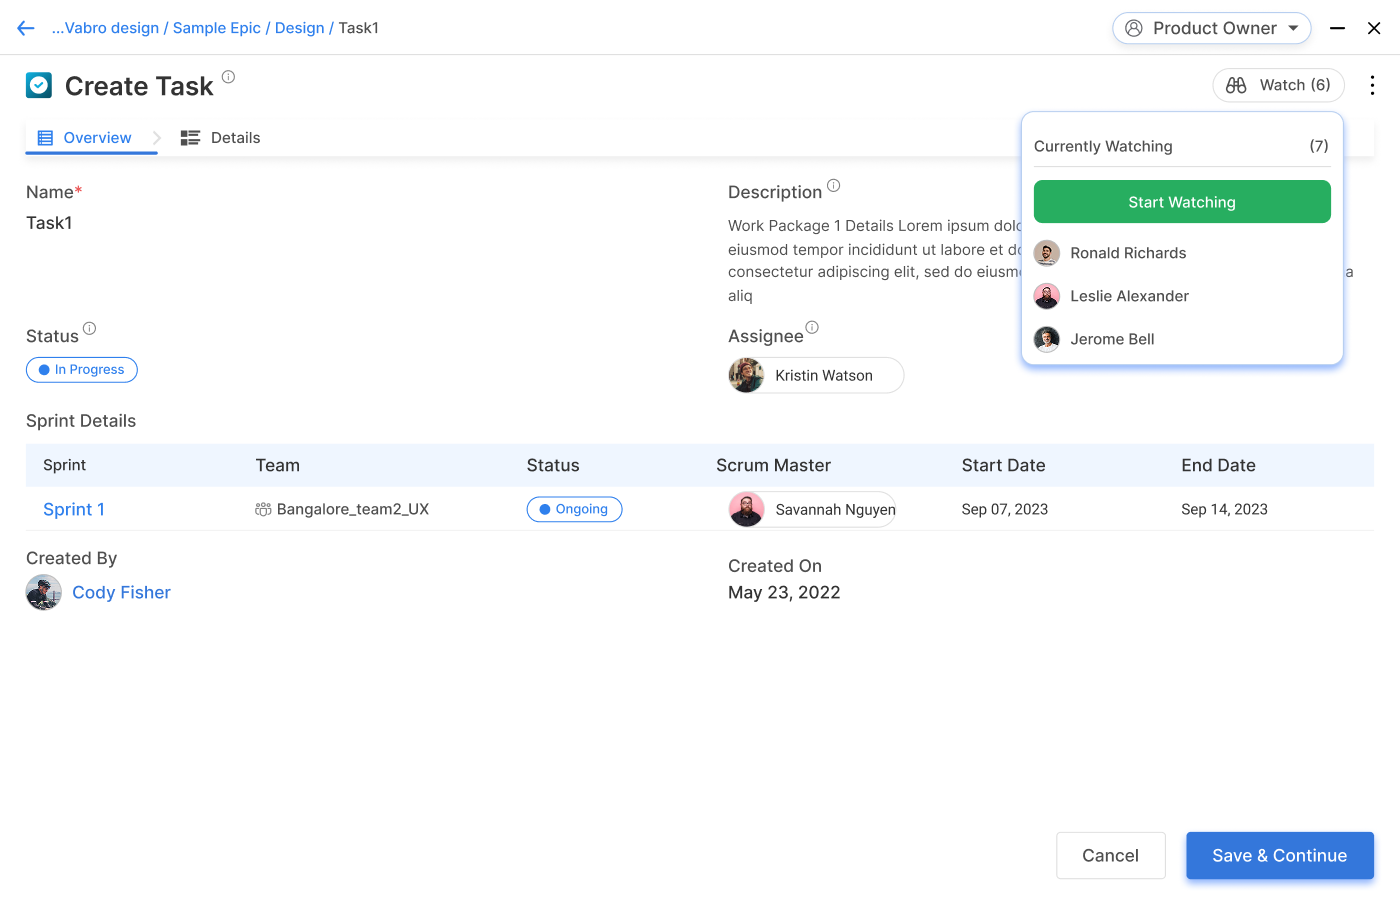 ...Vabro design / Sample Epic / Design / Task1
Product Owner
Create Task
Watch (6)
Overview
Details
Currently Watching (7)
Start Watching
Ronald Richards
Leslie Alexander
Jerome Bell
Name*
Task1
Description
Work Package 1 Details Lorem ipsum
eiusmod tempor incididunt ut labore et
consectetur adipiscing elit, sed do
a
aliq
Status
In Progress
Assignee
Kristin Watson
Sprint Details
Sprint Team Status Scrum Master Start Date End Date
Sprint 1 Bangalore_team2_UX Ongoing Savannah Nguyen Sep 07, 2023 Sep 14, 2023
Created By
Cody Fisher
Created On
May 23, 2022
Cancel
Save & Continue